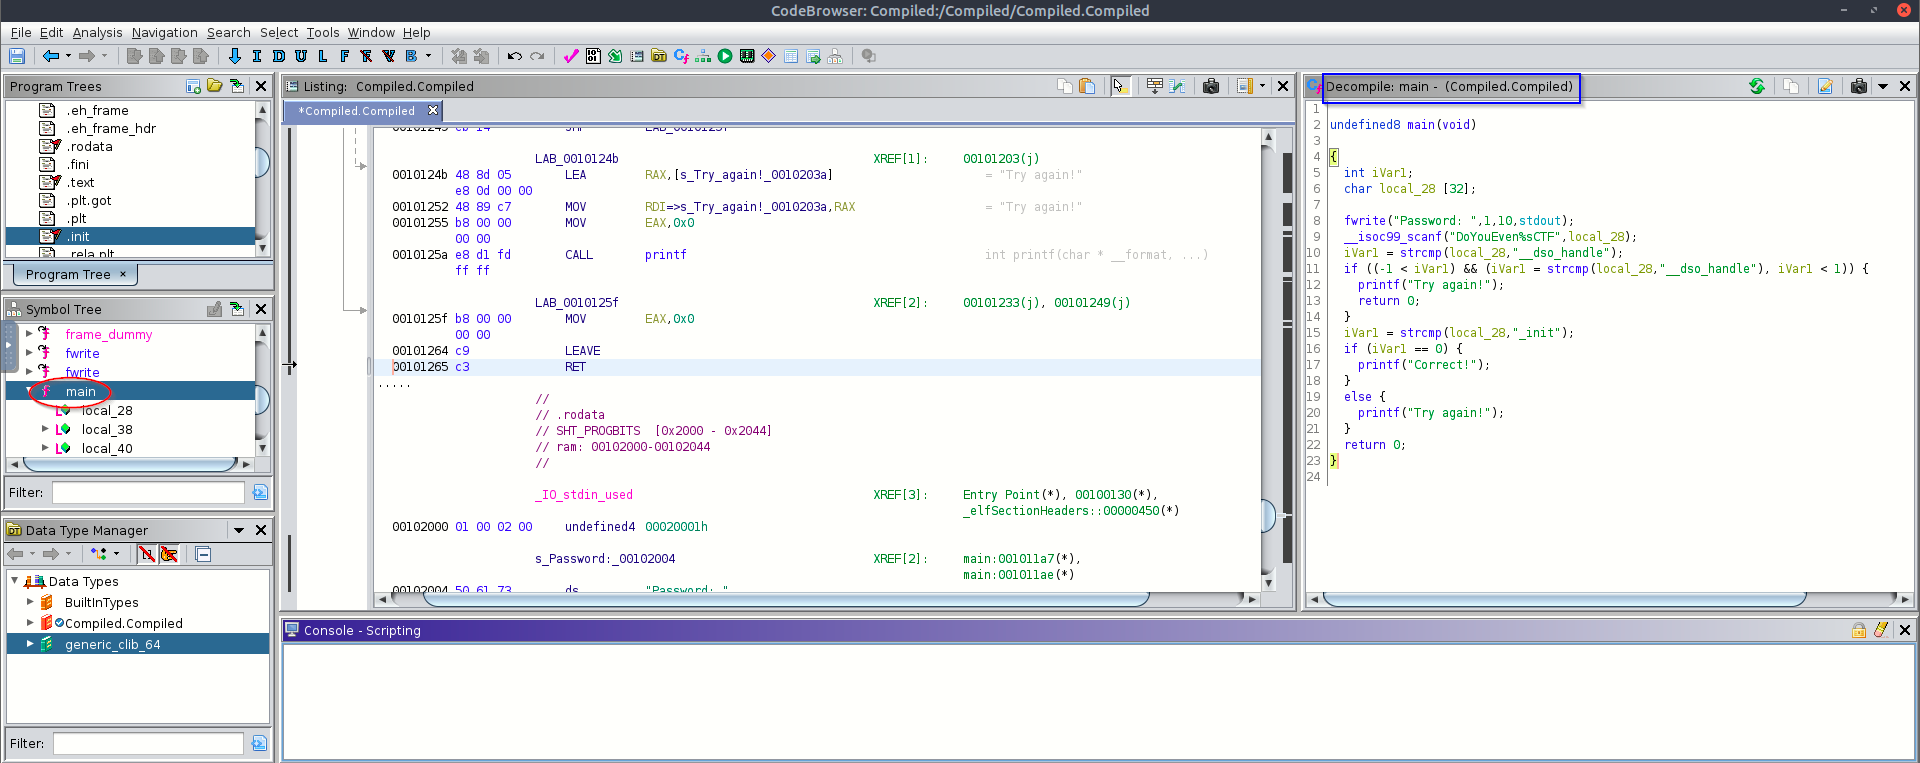 CodeBrowser: Compiled:/Compiled/Compiled.Compiled
File Edit Analysis Navigation Search Select Tools Window Help
I D U L F B
Program Trees
.eh_frame
.eh_frame_hdr
.rodata
.fini
.text
.plt.got
.plt
.init
.rela.plt
Program Tree ×
Symbol Tree
frame_dummy
fwrite
fwrite
main
local_28
local_38
local_40
Filter:
Data Type Manager
Data Types
BuiltInTypes
Compiled.Compiled
generic_clib_64
Filter:
Listing: Compiled.Compiled
*Compiled.Compiled
LAB_0010124b XREF[1]: 00101203(j)
0010124b 48 8d 05 LEA RAX,[s_Try_again!_0010203a] = "Try again!"
e8 0d 00 00
00101252 48 89 c7 MOV RDI=>s_Try_again!_0010203a,RAX = "Try again!"
00101255 b8 00 00 MOV EAX,0x0
00 00
0010125a e8 d1 fd CALL printf int printf(char * __format, ...)
ff ff
LAB_0010125f XREF[2]: 00101233(j), 00101249(j)
0010125f b8 00 00 MOV EAX,0x0
00 00
00101264 c9 LEAVE
00101265 c3 RET
.....
//
// .rodata
// SHT_PROGBITS [0x2000 - 0x2044]
// ram: 00102000-00102044
//
_IO_stdin_used XREF[3]: Entry Point(*), 00100130(*),
_elfSectionHeaders::00000450(*)
00102000 01 00 02 00 undefined4 00020001h
s_Password:_00102004 XREF[2]: main:001011a7(*),
main:001011ae(*)
00102004 50 61 73 ds "Password: "
Decompile: main - (Compiled.Compiled)
1
2 undefined8 main(void)
3
4 {
5 int iVar1;
6 char local_28 [32];
7
8 fwrite("Password: ",1,10,stdout);
9 __isoc99_scanf("DoYouEven%sCTF",local_28);
10 iVar1 = strcmp(local_28,"__dso_handle");
11 if ((-1 < iVar1) && (iVar1 = strcmp(local_28,"__dso_handle"), iVar1 < 1)) {
12 printf("Try again!");
13 return 0;
14 }
15 iVar1 = strcmp(local_28,"_init");
16 if (iVar1 == 0) {
17 printf("Correct!");
18 }
19 else {
20 printf("Try again!");
21 }
22 return 0;
23 }
24
Console - Scripting